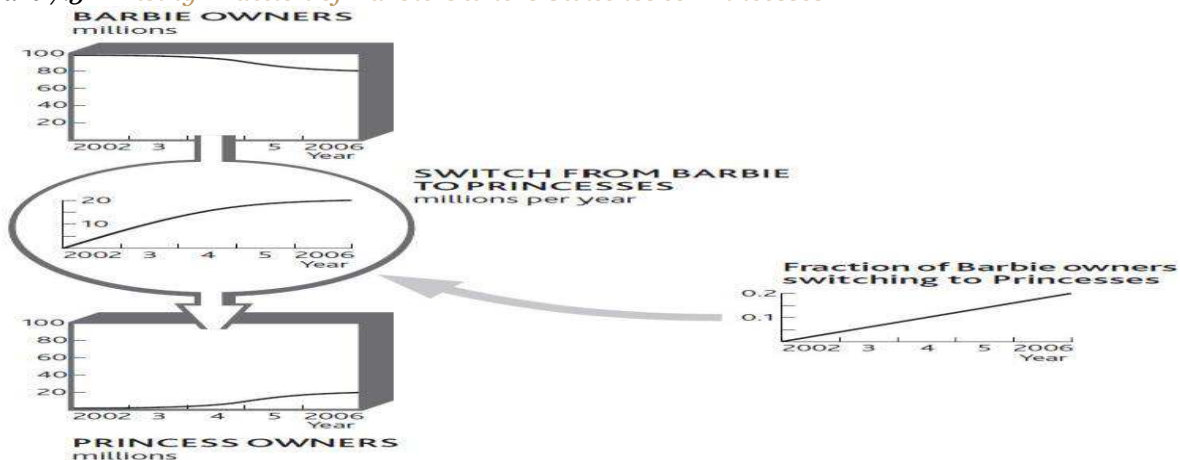 BARBIE OWNERS
millions
100
80
60
40
20
2002 3 5 2006
Year
SWITCH FROM BARBIE
TO PRINCESSES
millions per year
20
10
2002 3 4 5 2006
Year
Fraction of Barbie owners
switching to Princesses
0.2
0.1
2002 3 4 5 2006
Year
100
80
60
40
20
2002 3 4 5 2006
Year
PRINCESS OWNERS
millions